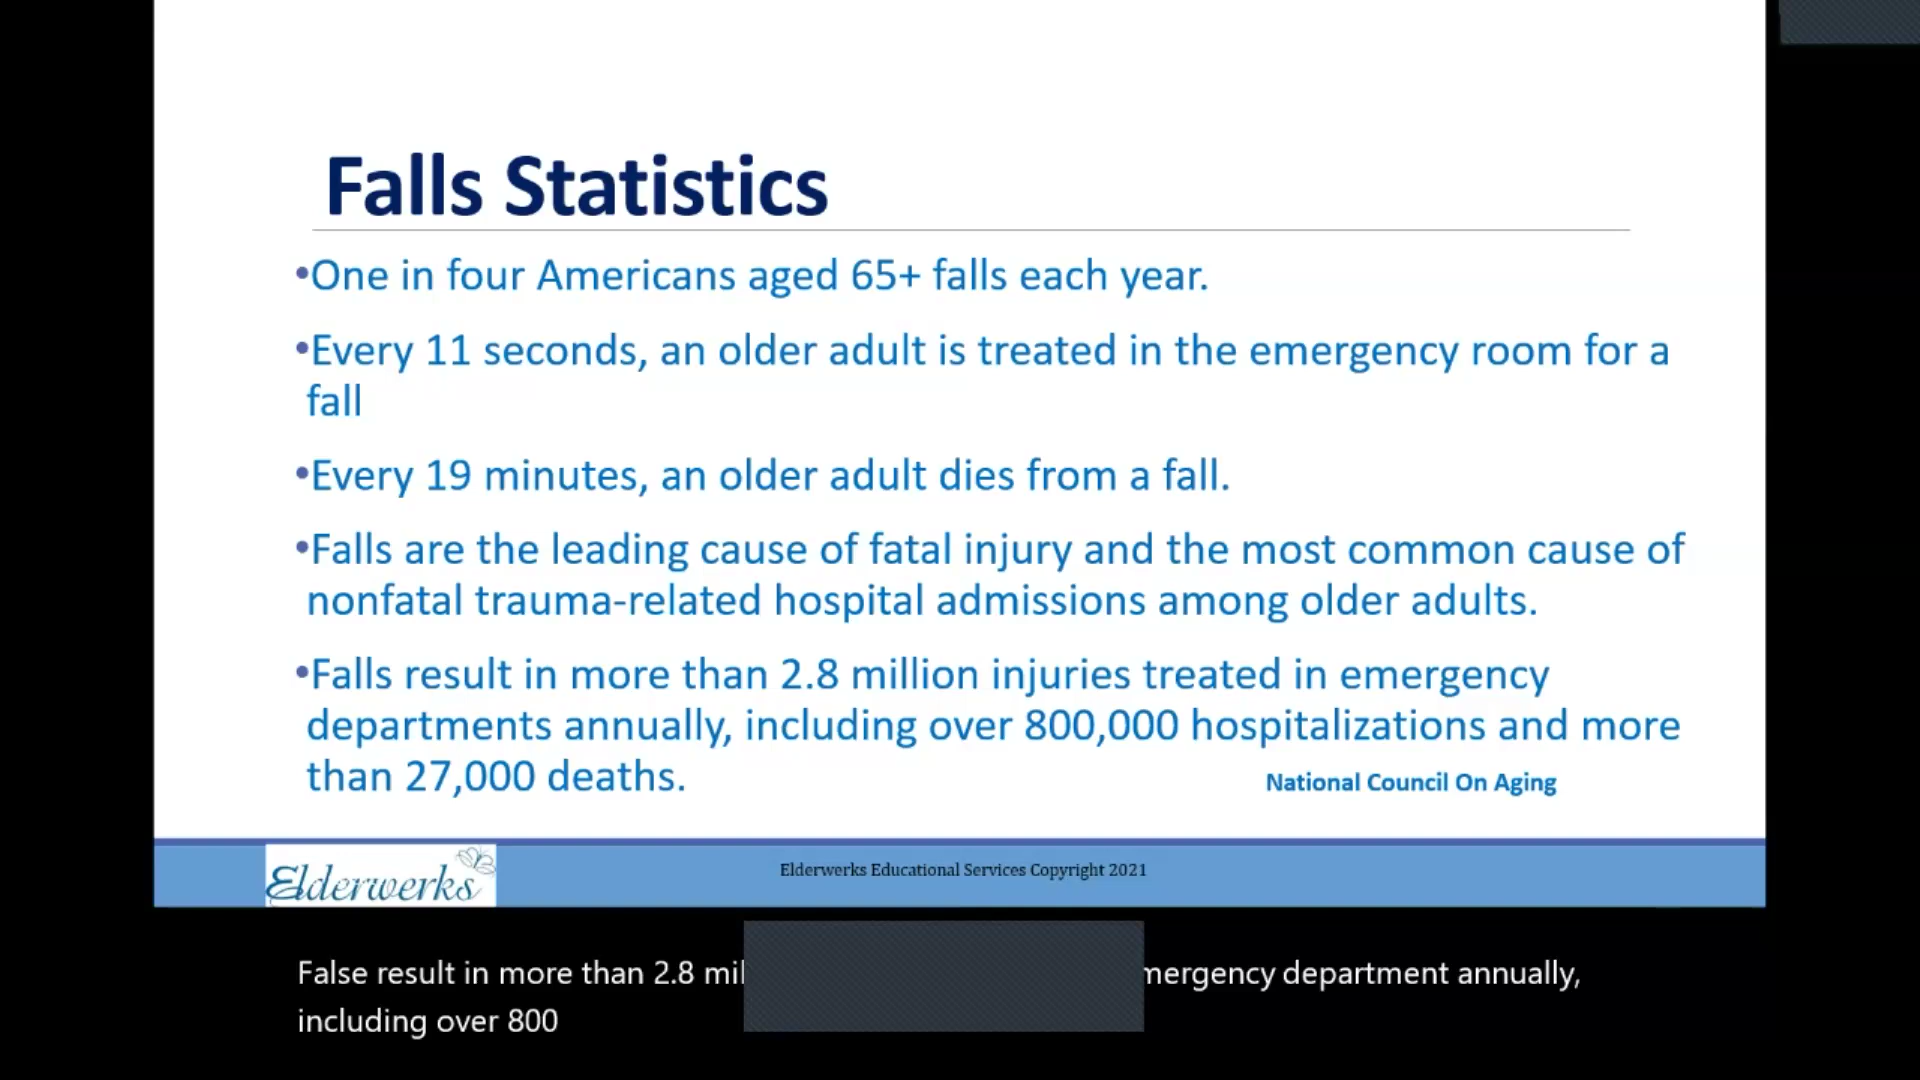 Falls Statistics
•One in four Americans aged 65+ falls each year.
•Every 11 seconds, an older adult is treated in the emergency room for a
fall
•Every 19 minutes, an older adult dies from a fall.
•Falls are the leading cause of fatal injury and the most common cause of
nonfatal trauma-related hospital admissions among older adults.
•Falls result in more than 2.8 million injuries treated in emergency
departments annually, including over 800,000 hospitalizations and more
than 27,000 deaths.
National Council On Aging
Elderwerks
Elderwerks Educational Services Copyright 2021
False result in more than 2.8 department annually,
including over 800